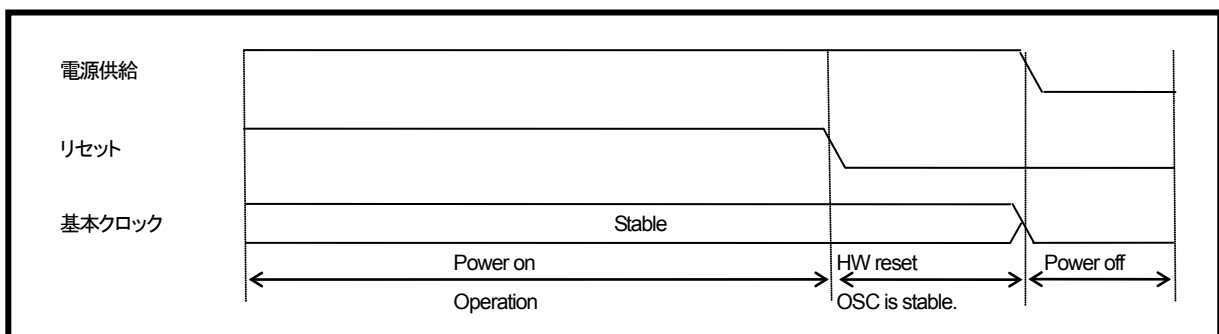 電源供給
リセット
基本クロック
Stable
Power on
HW reset
Power off
Operation
OSC is stable.